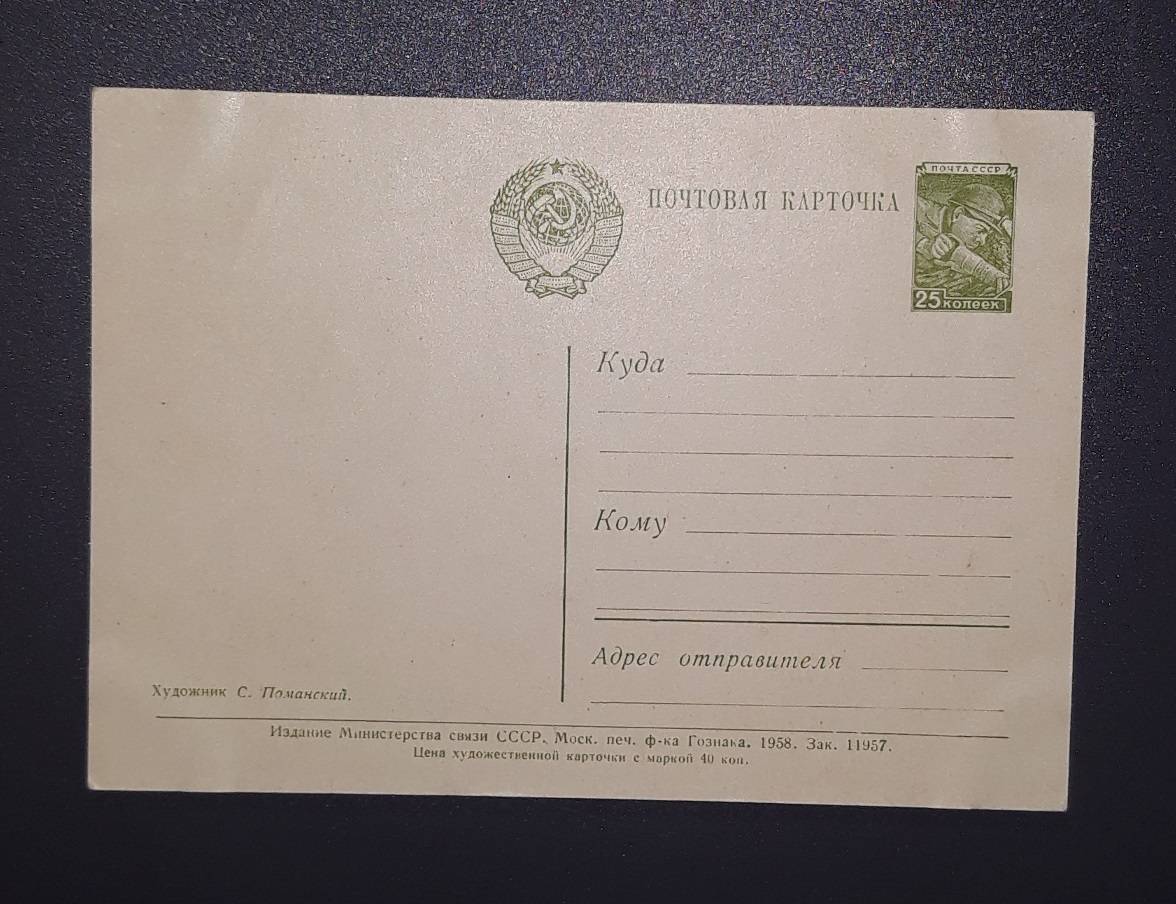 ПОЧТОВАЯ КАРТОЧКА
ПОЧТА СССР
25 копеек
Куда
Кому
Адрес отправителя
Художник С. Поманский.
Издание Министерства связи СССР. Моск. печ. ф-ка Гознака. 1958. Зак. 11957.
Цена художественной карточки с маркой 40 коп.